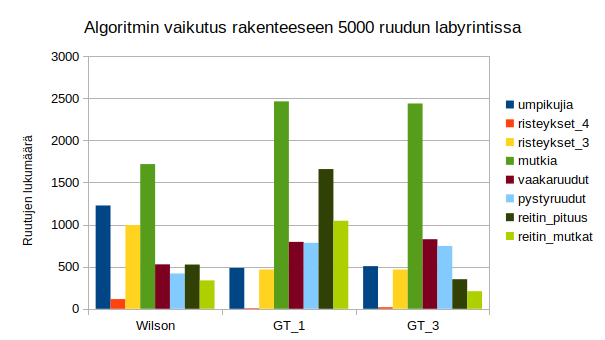 Algoritmin vaikutus rakenteeseen 5000 ruudun labyrintissa
3000
2500
2000
1500
1000
500
0
Ruutujen lukumäärä
Wilson
GT_1
GT_3
umpikujia
risteykset_4
risteykset_3
mutkia
vaakaruudut
pystyruudut
reitin_pituus
reitin_mutkat